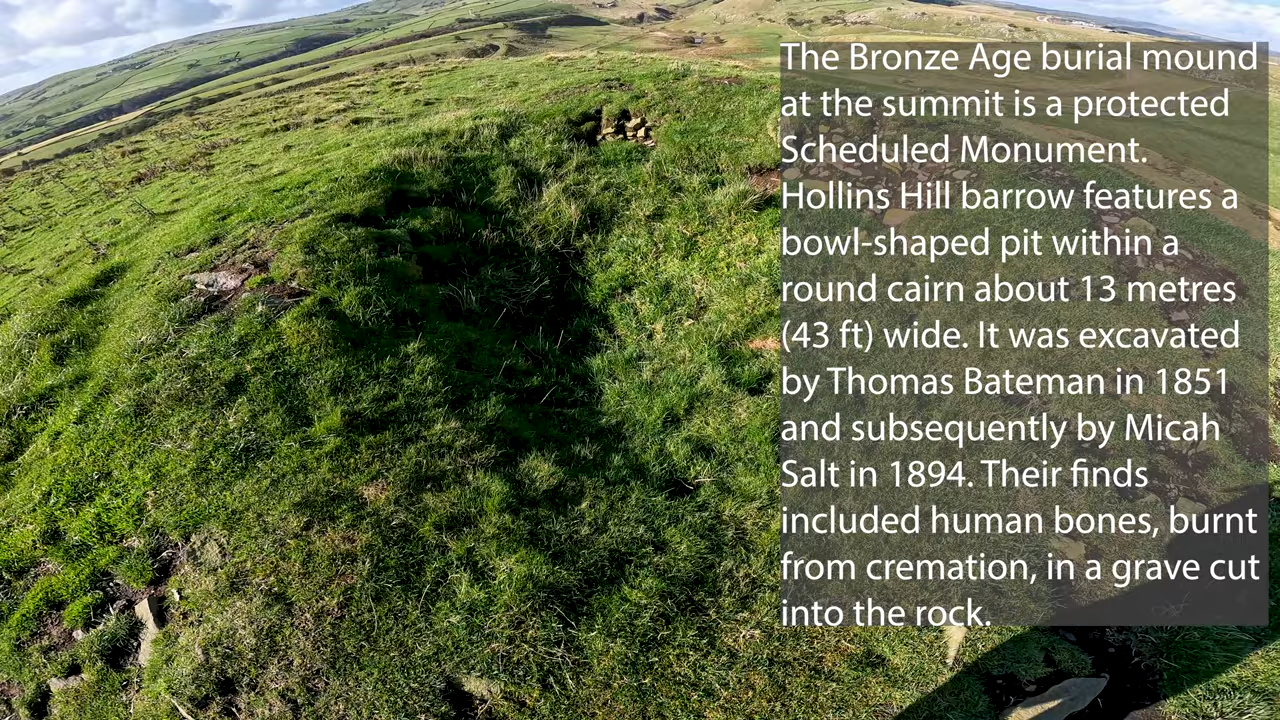 The Bronze Age burial mound
at the summit is a protected
Scheduled Monument.
Hollins Hill barrow features a
bowl-shaped pit within a
round cairn about 13 metres
(43 ft) wide. It was excavated
by Thomas Bateman in 1851
and subsequently by Micah
Salt in 1894. Their finds
included human bones, burnt
from cremation, in a grave cut
into the rock.